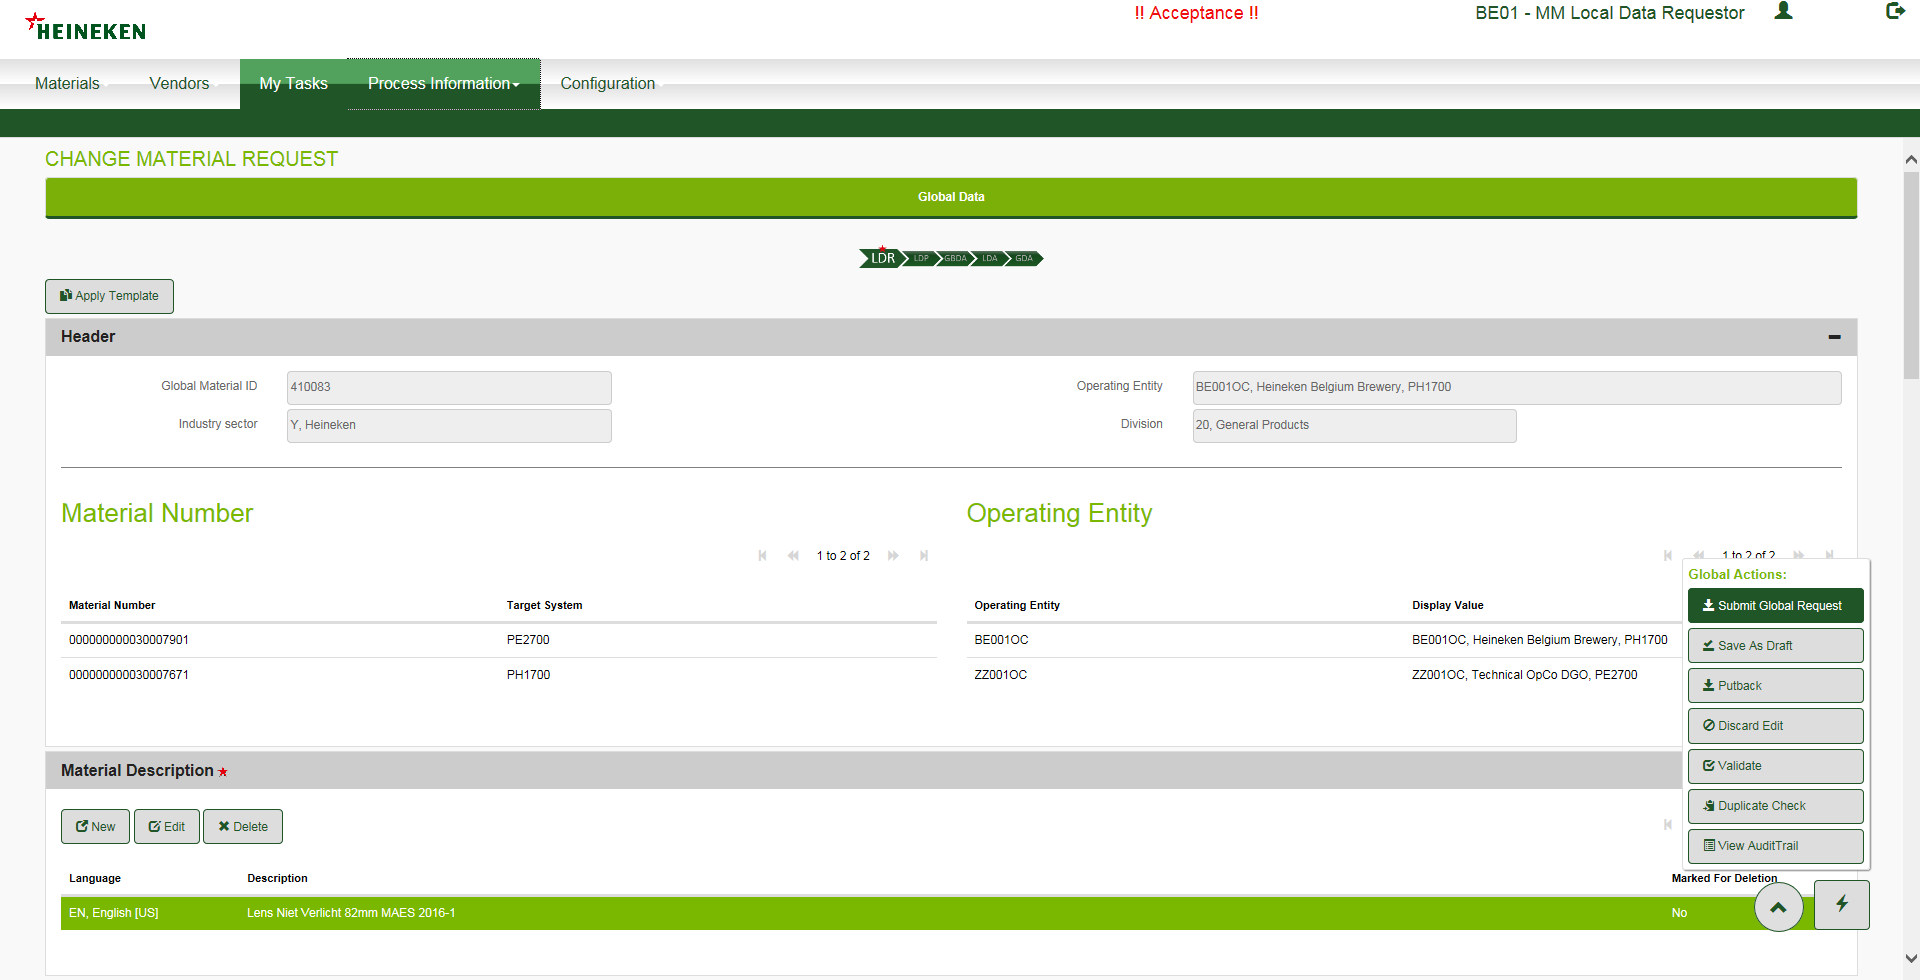 HEINEKEN
!! Acceptance !!
BE01 - MM Local Data Requestor
Materials
Vendors
My Tasks
Process Information
Configuration
CHANGE MATERIAL REQUEST
Global Data
LDR
LDP
GBDA
LDA
GDA
Apply Template
Header
Global Material ID
410083
Operating Entity
BE001OC, Heineken Belgium Brewery, PH1700
Industry sector
Y, Heineken
Division
20, General Products
Material Number
Operating Entity
1 to 2 of 2
1 to 2 of 2
Material Number
Target System
Operating Entity
Display Value
000000000030007901
PE2700
BE001OC
BE001OC, Heineken Belgium Brewery, PH1700
000000000030007671
PH1700
ZZ001OC
ZZ001OC, Technical OpCo DGO, PE2700
Global Actions:
Submit Global Request
Save As Draft
Putback
Discard Edit
Validate
Duplicate Check
View AuditTrail
Material Description
New
Edit
Delete
Language
Description
Marked For Deletion
EN, English [US]
Lens Niet Verlicht 82mm MAES 2016-1
No